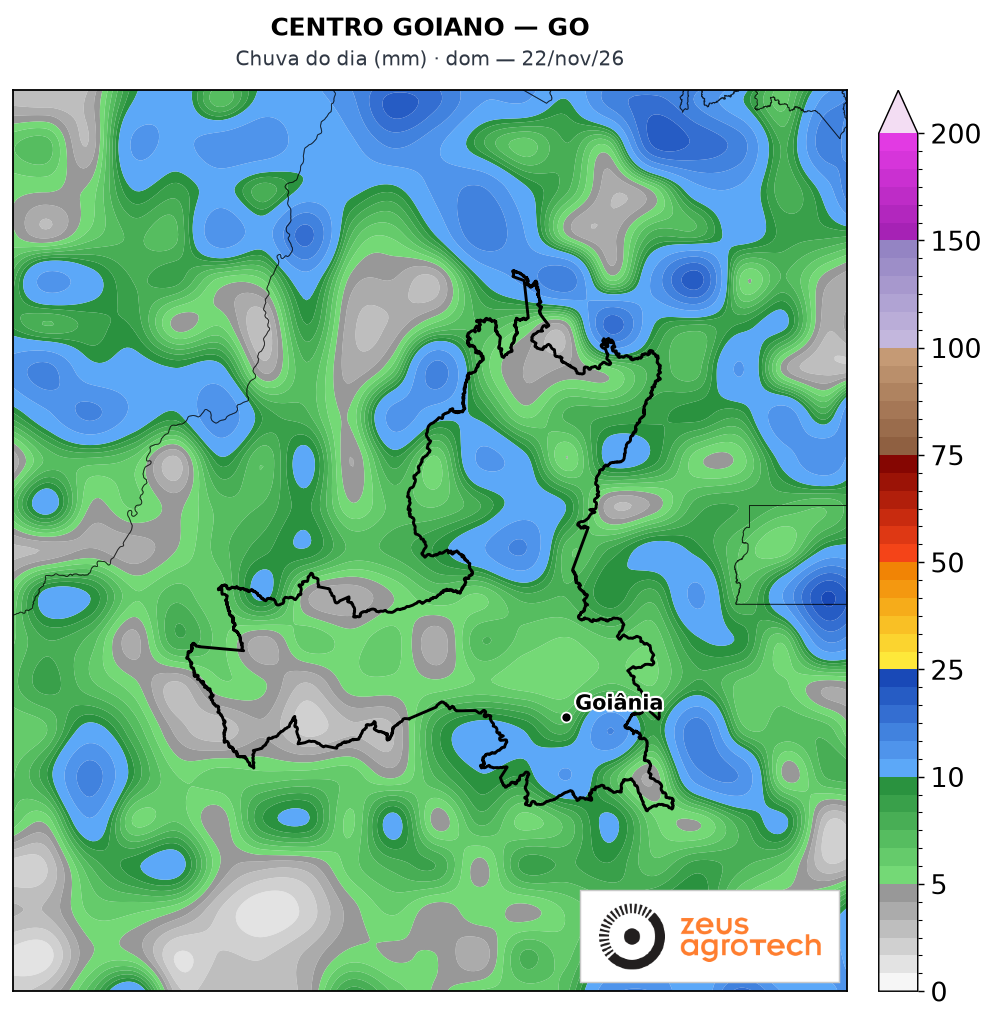 CENTRO GOIANO — GO
Chuva do dia (mm) · dom — 22/nov/26
200
150
100
75
50
25
10
5
0
Goiânia
zeus
agrotech